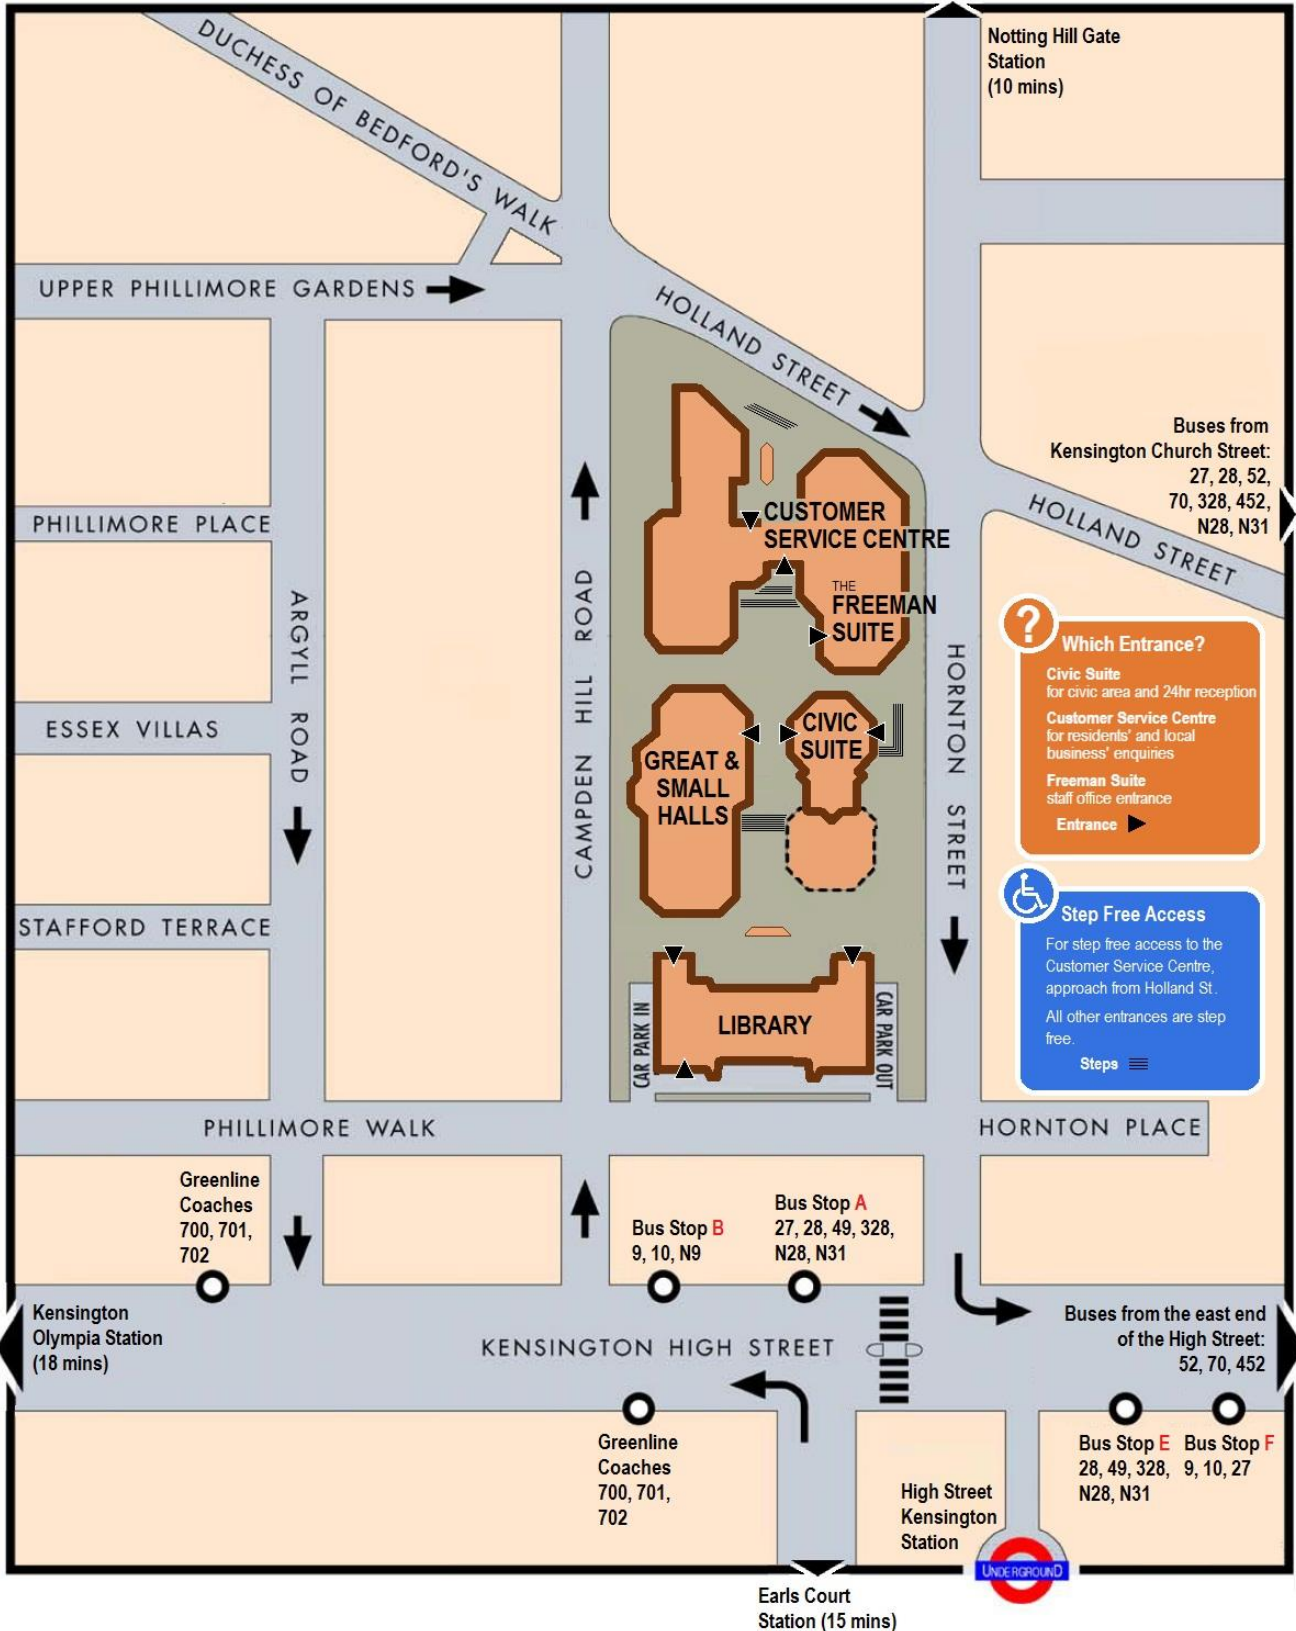 Notting Hill Gate
Station
(10 mins)
DUCHESS OF BEDFORD'S WALK
UPPER PHILLIMORE GARDENS
HOLLAND STREET
Buses from
Kensington Church Street:
27, 28, 52,
70, 328, 452,
N28, N31
HOLLAND STREET
PHILLIMORE PLACE
CUSTOMER
SERVICE CENTRE
THE
FREEMAN
SUITE
ARGYLL ROAD
CAMPDEN HILL ROAD
HORNTON STREET
?
Which Entrance?
Civic Suite
for civic area and 24hr reception
Customer Service Centre
for residents' and local
business' enquiries
Freeman Suite
staff office entrance
Entrance
ESSEX VILLAS
CIVIC
SUITE
GREAT &
SMALL
HALLS
STAFFORD TERRACE
Step Free Access
For step free access to the
Customer Service Centre,
approach from Holland St.
All other entrances are step
free.
Steps
CAR PARK IN
LIBRARY
CAR PARK OUT
PHILLIMORE WALK
HORNTON PLACE
Greenline
Coaches
700, 701,
702
Bus Stop B
9, 10, N9
Bus Stop A
27, 28, 49, 328,
N28, N31
Kensington
Olympia Station
(18 mins)
KENSINGTON HIGH STREET
Buses from the east end
of the High Street:
52, 70, 452
Greenline
Coaches
700, 701,
702
Bus Stop E
28, 49, 328,
N28, N31
Bus Stop F
9, 10, 27
High Street
Kensington
Station
UNDERGROUND
Earls Court
Station (15 mins)